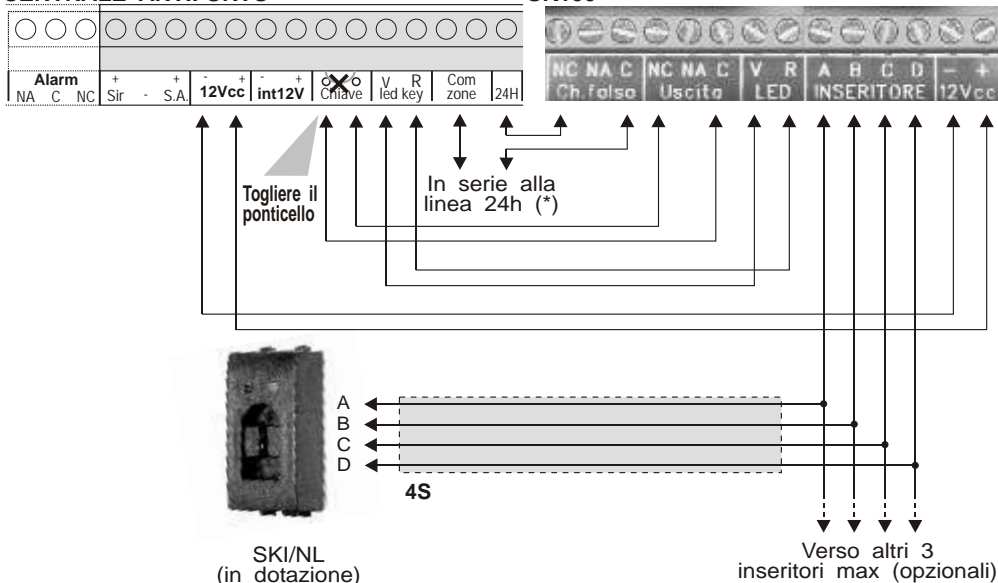 Alarm
NA C NC
+ +
Sir - S.A.
- +
12Vcc
- +
int12V
Chiave
V R
led key
Com
zone
24H
NC NA C NC NA C V R A B C D - +
Ch.falso Uscita LED INSERITORE 12Vcc
Togliere il
ponticello
In serie alla
linea 24h (*)
A
B
C
D
4S
SKI/NL
(in dotazione)
Verso altri 3
inseritori max (opzionali)